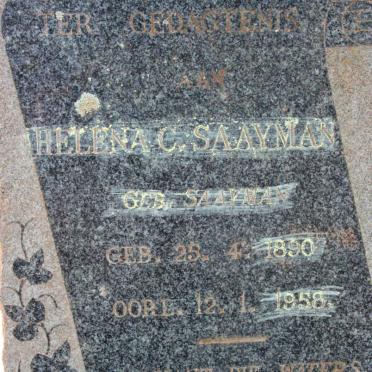 TER GEDAGTENIS
AAN
HELENA C. SAAYMAN
GEB. SAAYMAN
GEB. 25. 4. 1890
OORL. 12. 1. 1958.